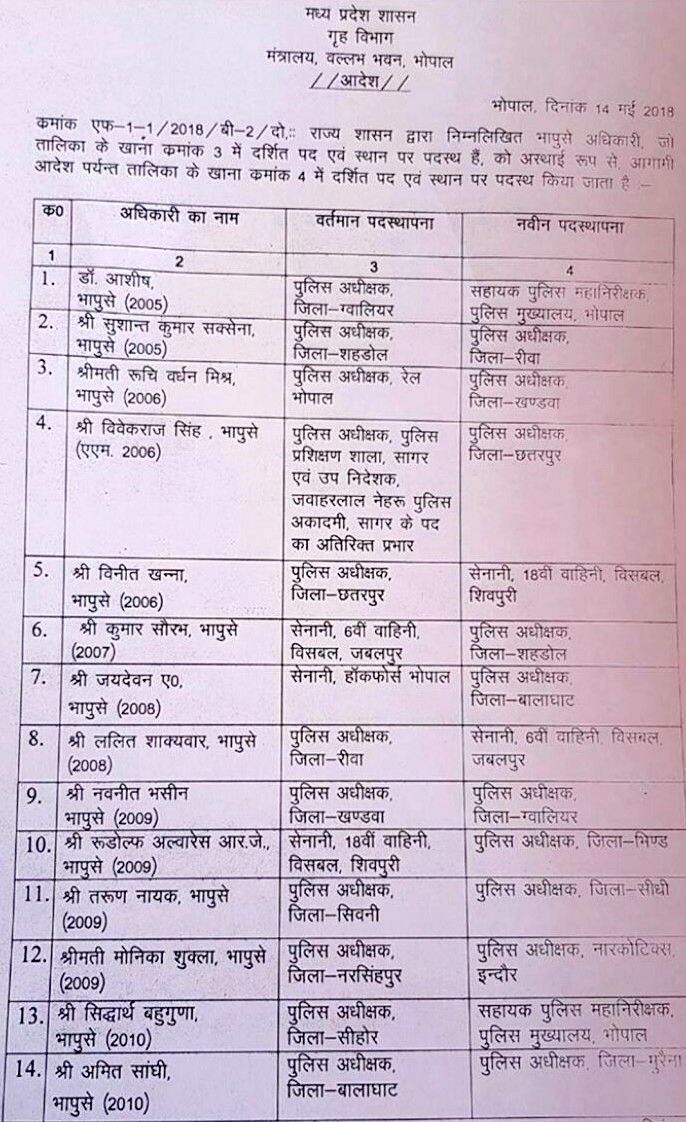 मध्य प्रदेश शासन
गृह विभाग
मंत्रालय, वल्लभ भवन, भोपाल
//आदेश//
भोपाल, दिनांक 14 मई 2018
कमांक एफ-1-1/2018/बी-2/दो,:: राज्य शासन द्वारा निम्नलिखित भापुसे अधिकारी, जो
तालिका के खाना कमांक 3 में दर्शित पद एवं स्थान पर पदस्थ हैं, को अस्थाई रूप से, आगामी
आदेश पर्यन्त तालिका के खाना कमांक 4 में दर्शित पद एवं स्थान पर पदस्थ किया जाता है :-
क0 अधिकारी का नाम वर्तमान पदस्थापना नवीन पदस्थापना
1 2 3 4
1. डॉ. आशीष, पुलिस अधीक्षक, सहायक पुलिस महानिरीक्षक,
भापुसे (2005) जिला-ग्वालियर पुलिस मुख्यालय, भोपाल
2. श्री सुशान्त कुमार सक्सेना, पुलिस अधीक्षक, पुलिस अधीक्षक,
भापुसे (2005) जिला-शहडोल जिला-रीवा
3. श्रीमती रूचि वर्धन मिश्र, पुलिस अधीक्षक, रेल पुलिस अधीक्षक,
भापुसे (2006) भोपाल जिला-खण्डवा
4. श्री विवेकराज सिंह , भापुसे पुलिस अधीक्षक, पुलिस पुलिस अधीक्षक,
(एएम. 2006) प्रशिक्षण शाला, सागर जिला-छतरपुर
एवं उप निदेशक,
जवाहरलाल नेहरू पुलिस
अकादमी, सागर के पद
का अतिरिक्त प्रभार
5. श्री विनीत खन्ना, पुलिस अधीक्षक, सेनानी, 18वीं वाहिनी, विसबल,
भापुसे (2006) जिला-छतरपुर शिवपुरी
6. श्री कुमार सौरभ, भापुसे सेनानी, 6वीं वाहिनी, पुलिस अधीक्षक,
(2007) विसबल, जबलपुर जिला-शहडोल
7. श्री जयदेवन ए0, सेनानी, हॉकफोर्स भोपाल पुलिस अधीक्षक,
भापुसे (2008) जिला-बालाघाट
8. श्री ललित शाक्यवार, भापुसे पुलिस अधीक्षक, सेनानी, 6वीं वाहिनी, विसबल,
(2008) जिला-रीवा जबलपुर
9. श्री नवनीत भसीन पुलिस अधीक्षक, पुलिस अधीक्षक,
भापुसे (2009) जिला-खण्डवा जिला-ग्वालियर
10. श्री रूडोल्फ अल्वारेस आर.जे., सेनानी, 18वीं वाहिनी, पुलिस अधीक्षक, जिला-भिण्ड
भापुसे (2009) विसबल, शिवपुरी
11. श्री तरूण नायक, भापुसे पुलिस अधीक्षक, पुलिस अधीक्षक, जिला-सीधी
(2009) जिला-सिवनी
12. श्रीमती मोनिका शुक्ला, भापुसे पुलिस अधीक्षक, पुलिस अधीक्षक, नारकोटिक्स,
(2009) जिला-नरसिंहपुर इन्दौर
13. श्री सिद्धार्थ बहुगुणा, पुलिस अधीक्षक, सहायक पुलिस महानिरीक्षक,
भापुसे (2010) जिला-सीहोर पुलिस मुख्यालय, भोपाल
14. श्री अमित सांघी, पुलिस अधीक्षक, पुलिस अधीक्षक, जिला-मुरैना
भापुसे (2010) जिला-बालाघाट